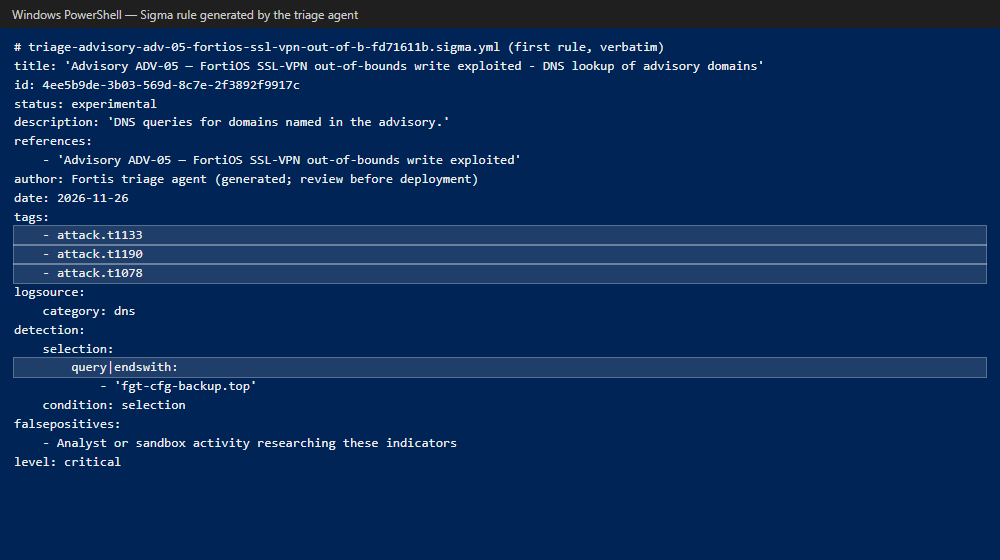 Windows PowerShell — Sigma rule generated by the triage agent
# triage-advisory-adv-05-fortios-ssl-vpn-out-of-b-fd71611b.sigma.yml (first rule, verbatim)
title: 'Advisory ADV-05 — FortiOS SSL-VPN out-of-bounds write exploited - DNS lookup of advisory domains'
id: 4ee5b9de-3b03-569d-8c7e-2f3892f9917c
status: experimental
description: 'DNS queries for domains named in the advisory.'
references:
    - 'Advisory ADV-05 — FortiOS SSL-VPN out-of-bounds write exploited'
author: Fortis triage agent (generated; review before deployment)
date: 2026-11-26
tags:
    - attack.t1133
    - attack.t1190
    - attack.t1078
logsource:
    category: dns
detection:
    selection:
        query|endswith:
            - 'fgt-cfg-backup.top'
    condition: selection
falsepositives:
    - Analyst or sandbox activity researching these indicators
level: critical